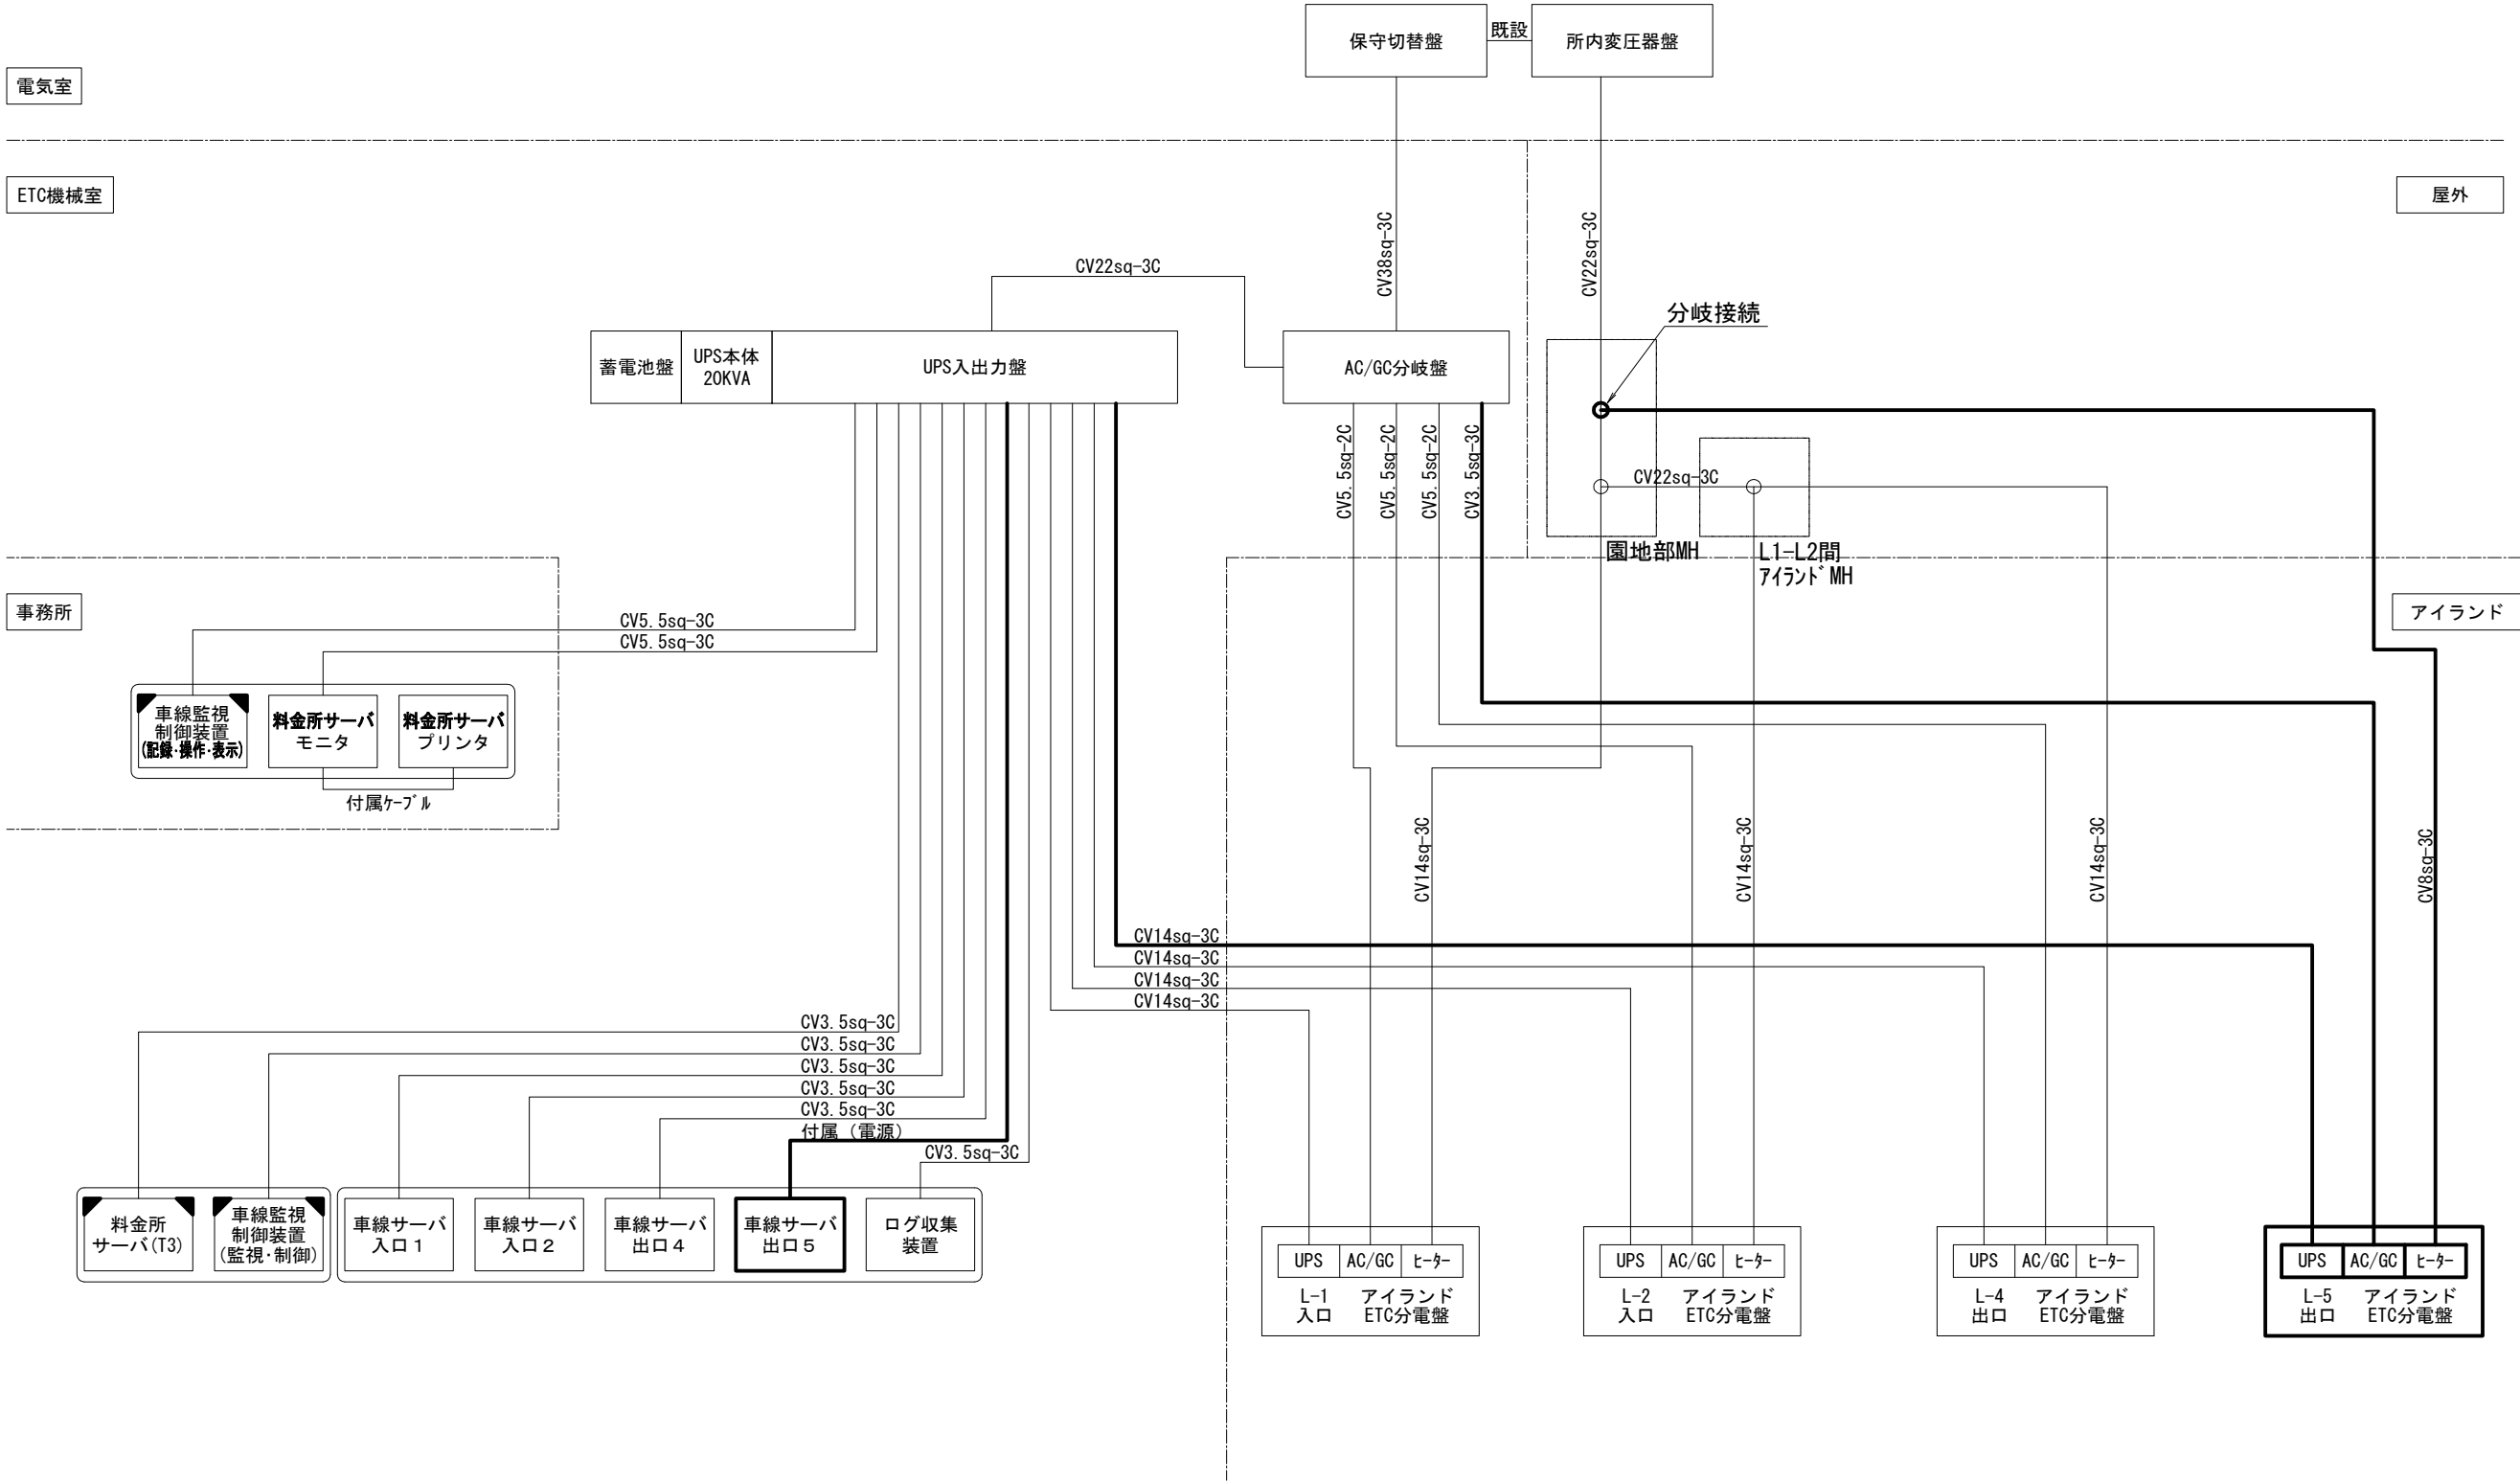 保守切替盤
既設
所内変圧器盤
電気室
ETC機械室
屋外
CV38sq-3C
CV22sq-3C
CV22sq-3C
分岐接続
蓄電池盤
UPS本体
20KVA
UPS入出力盤
AC/GC分岐盤
CV5.5sq-2C
CV5.5sq-2C
CV5.5sq-2C
CV3.5sq-3C
CV22sq-3C
園地部MH
L1-L2間
ｱｲﾗﾝﾄﾞMH
事務所
アイランド
CV5.5sq-3C
CV5.5sq-3C
車線監視
制御装置
(記録･操作･表示)
料金所サーバ
モニタ
料金所サーバ
プリンタ
付属ｹｰﾌﾞﾙ
CV14sq-3C
CV14sq-3C
CV14sq-3C
CV8sq-3C
CV14sq-3C
CV14sq-3C
CV14sq-3C
CV14sq-3C
CV3.5sq-3C
CV3.5sq-3C
CV3.5sq-3C
CV3.5sq-3C
CV3.5sq-3C
付属（電源）
CV3.5sq-3C
料金所
サーバ(T3)
車線監視
制御装置
(監視･制御)
車線サーバ
入口１
車線サーバ
入口２
車線サーバ
出口４
車線サーバ
出口５
ログ収集
装置
UPS AC/GC ﾋｰﾀｰ
L-1 アイランド
入口 ETC分電盤
UPS AC/GC ﾋｰﾀｰ
L-2 アイランド
入口 ETC分電盤
UPS AC/GC ﾋｰﾀｰ
L-4 アイランド
出口 ETC分電盤
UPS AC/GC ﾋｰﾀｰ
L-5 アイランド
出口 ETC分電盤